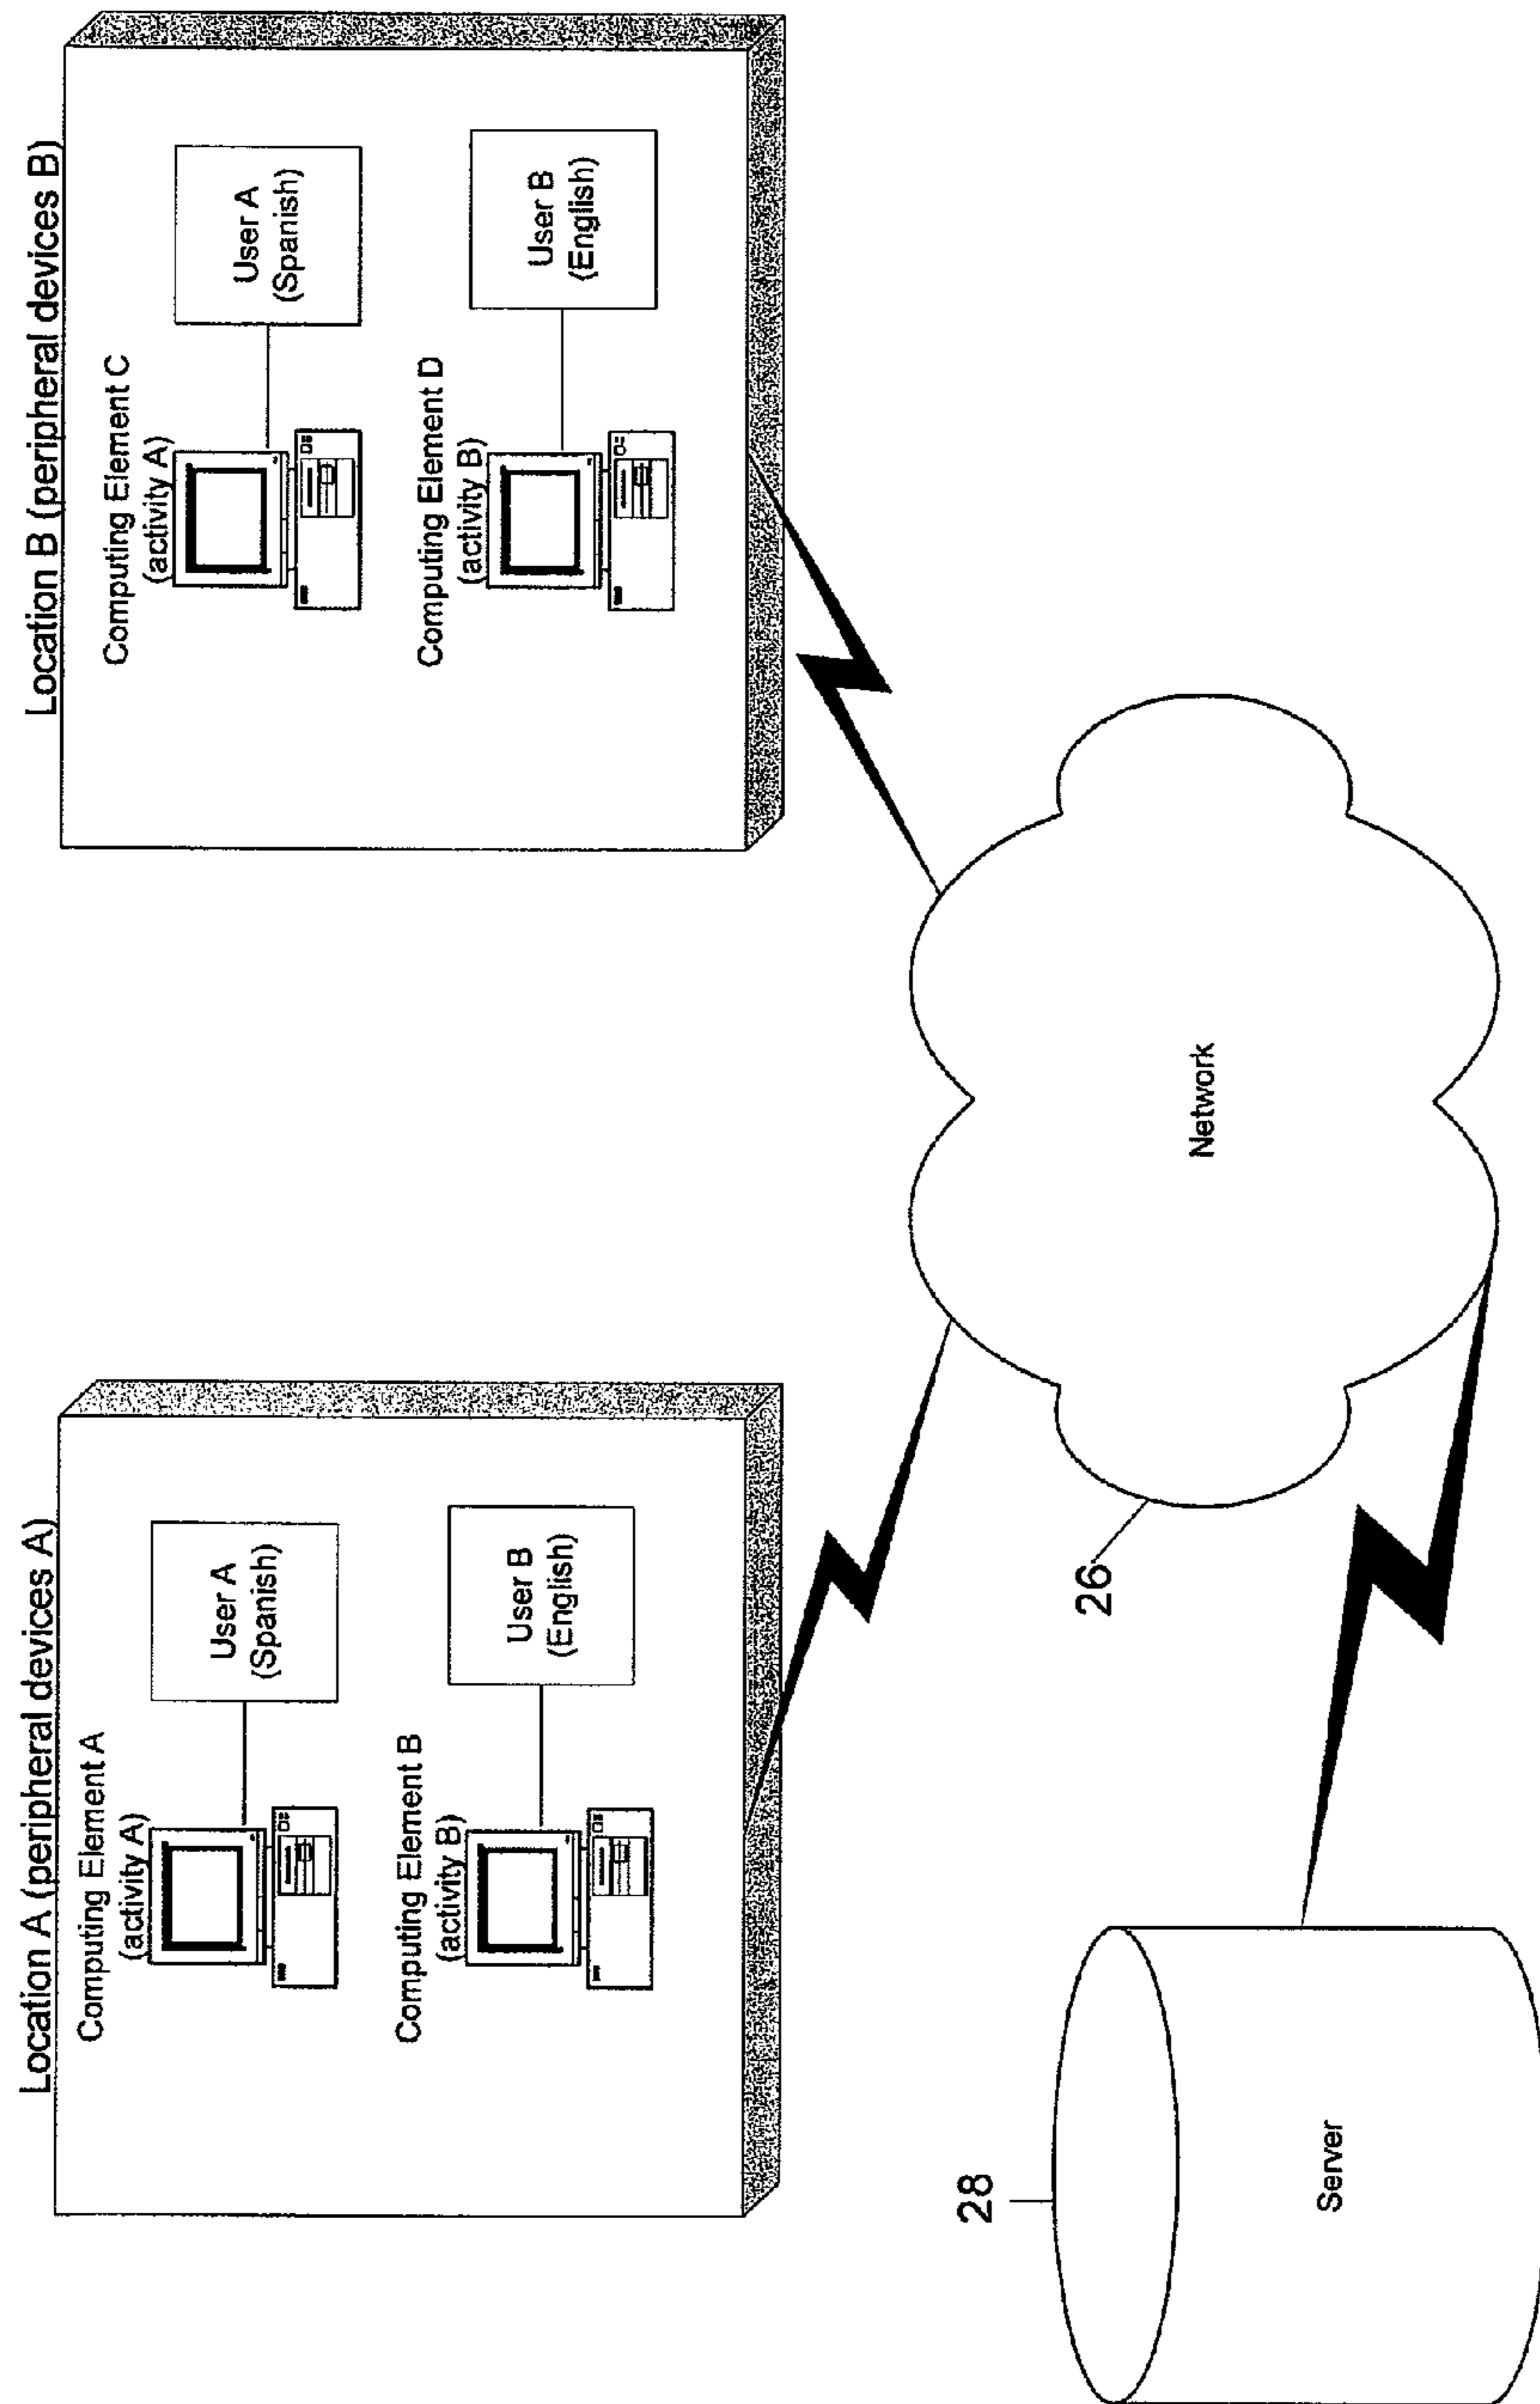 Location A (peripheral devices A)
Computing Element A
(activity A)
User A
(Spanish)
Computing Element B
(activity B)
User B
(English)
Location B (peripheral devices B)
Computing Element C
(activity A)
User A
(Spanish)
Computing Element D
(activity B)
User B
(English)
28
Server
26
Network